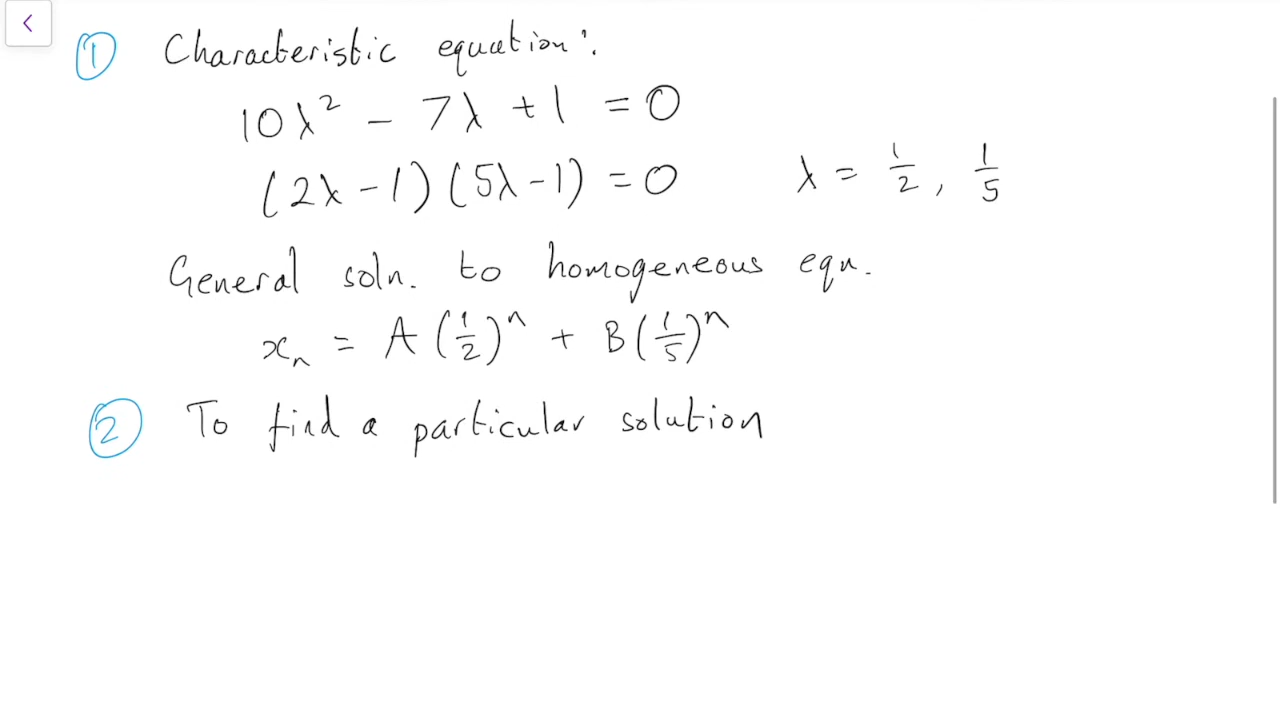 ① Characteristic equation:
10λ² - 7λ + 1 = 0
(2λ - 1)(5λ - 1) = 0 λ = 1/2, 1/5
General soln. to homogeneous eqn.
xₙ = A(1/2)ⁿ + B(1/5)ⁿ
② To find a particular solution